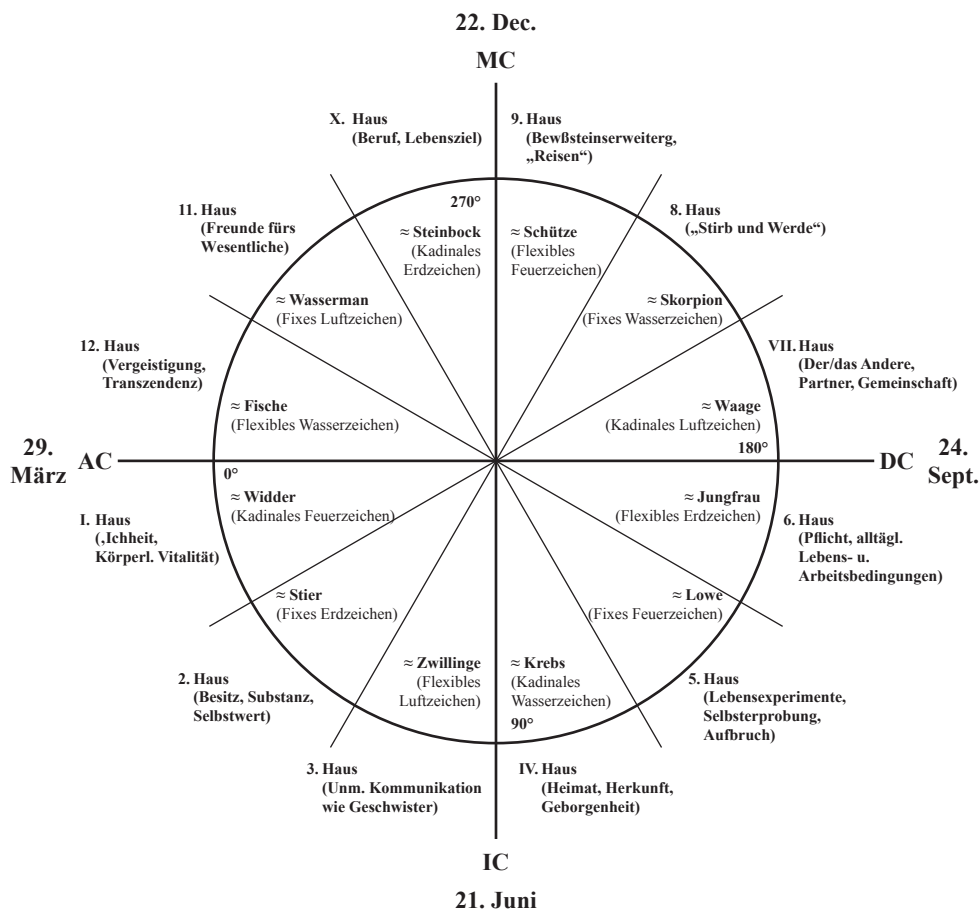 22. Dec.
MC
X. Haus
(Beruf, Lebensziel)
9. Haus
(Bewßsteinserweiterg,
„Reisen“)
11. Haus
(Freunde fürs
Wesentliche)
8. Haus
(„Stirb und Werde“)
270°
≈ Steinbock
(Kadinales
Erdzeichen)
≈ Schütze
(Flexibles
Feuerzeichen)
≈ Wasserman
(Fixes Luftzeichen)
≈ Skorpion
(Fixes Wasserzeichen)
12. Haus
(Vergeistigung,
Transzendenz)
VII. Haus
(Der/das Andere,
Partner, Gemeinschaft)
≈ Fische
(Flexibles Wasserzeichen)
≈ Waage
(Kadinales Luftzeichen)
29.
März
AC
0°
180°
DC
24.
Sept.
≈ Widder
(Kadinales Feuerzeichen)
≈ Jungfrau
(Flexibles Erdzeichen)
I. Haus
(‚Ichheit,
Körperl. Vitalität)
6. Haus
(Pflicht, alltägl.
Lebens- u.
Arbeitsbedingungen)
≈ Stier
(Fixes Erdzeichen)
≈ Lowe
(Fixes Feuerzeichen)
≈ Zwillinge
(Flexibles
Luftzeichen)
≈ Krebs
(Kadinales
Wasserzeichen)
90°
2. Haus
(Besitz, Substanz,
Selbstwert)
5. Haus
(Lebensexperimente,
Selbsterprobung,
Aufbruch)
3. Haus
(Unm. Kommunikation
wie Geschwister)
IV. Haus
(Heimat, Herkunft,
Geborgenheit)
IC
21. Juni